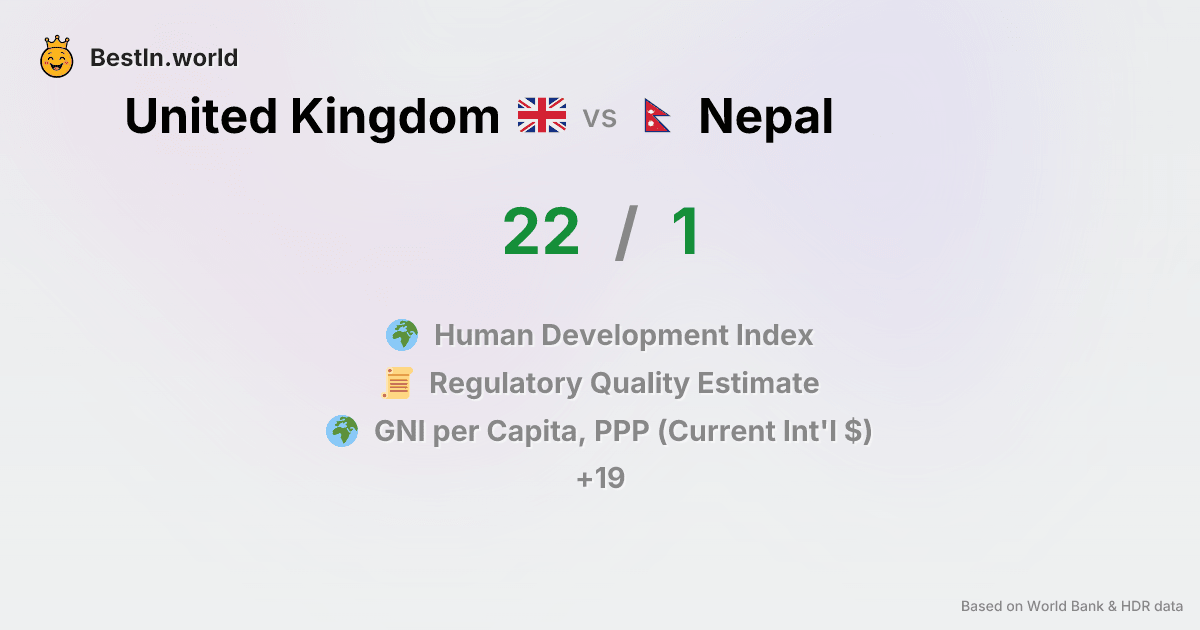 BestIn.world
United Kingdom vs Nepal
22 / 1
Human Development Index
Regulatory Quality Estimate
GNI per Capita, PPP (Current Int'l $)
+19
Based on World Bank & HDR data